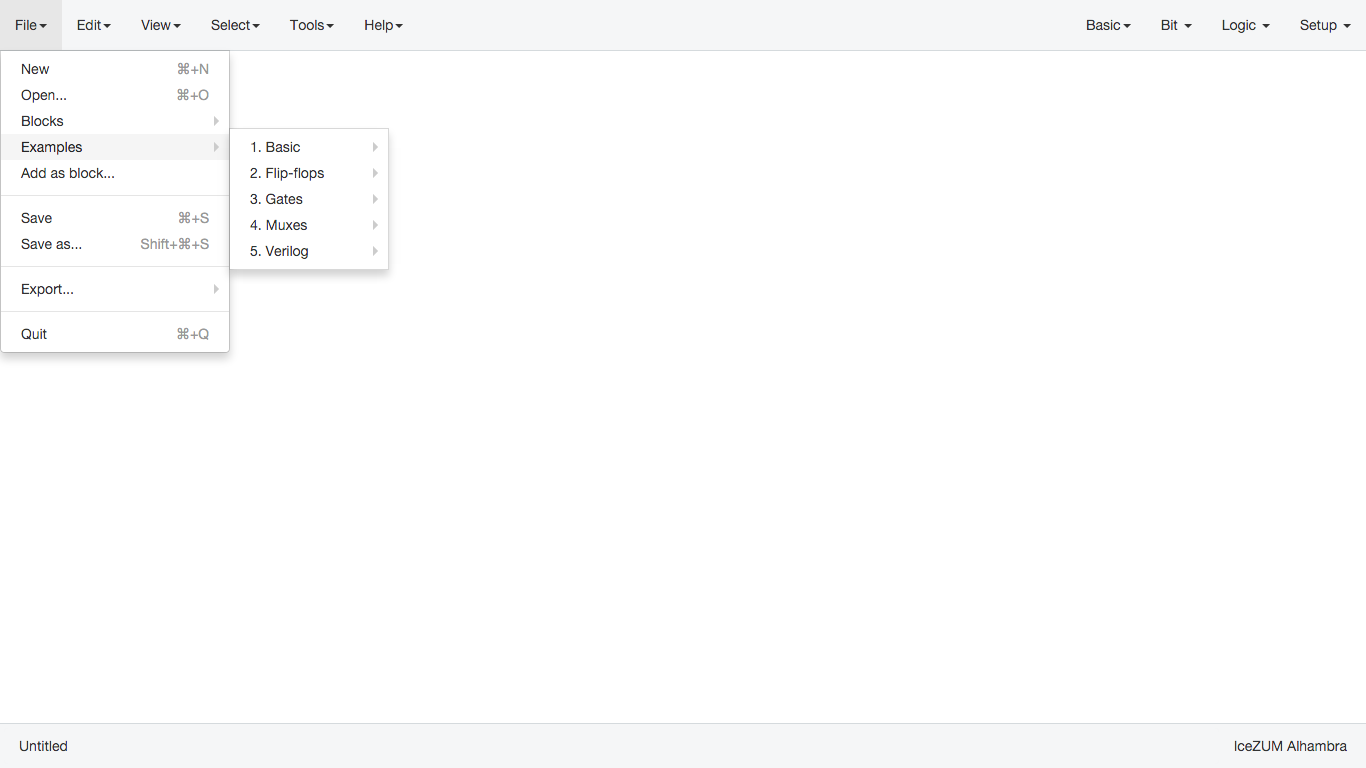 File Edit View Select Tools Help Basic Bit Logic Setup
New ⌘+N
Open... ⌘+O
Blocks
Examples
Add as block...
Save ⌘+S
Save as... Shift+⌘+S
Export...
Quit ⌘+Q
1. Basic
2. Flip-flops
3. Gates
4. Muxes
5. Verilog
Untitled IceZUM Alhambra